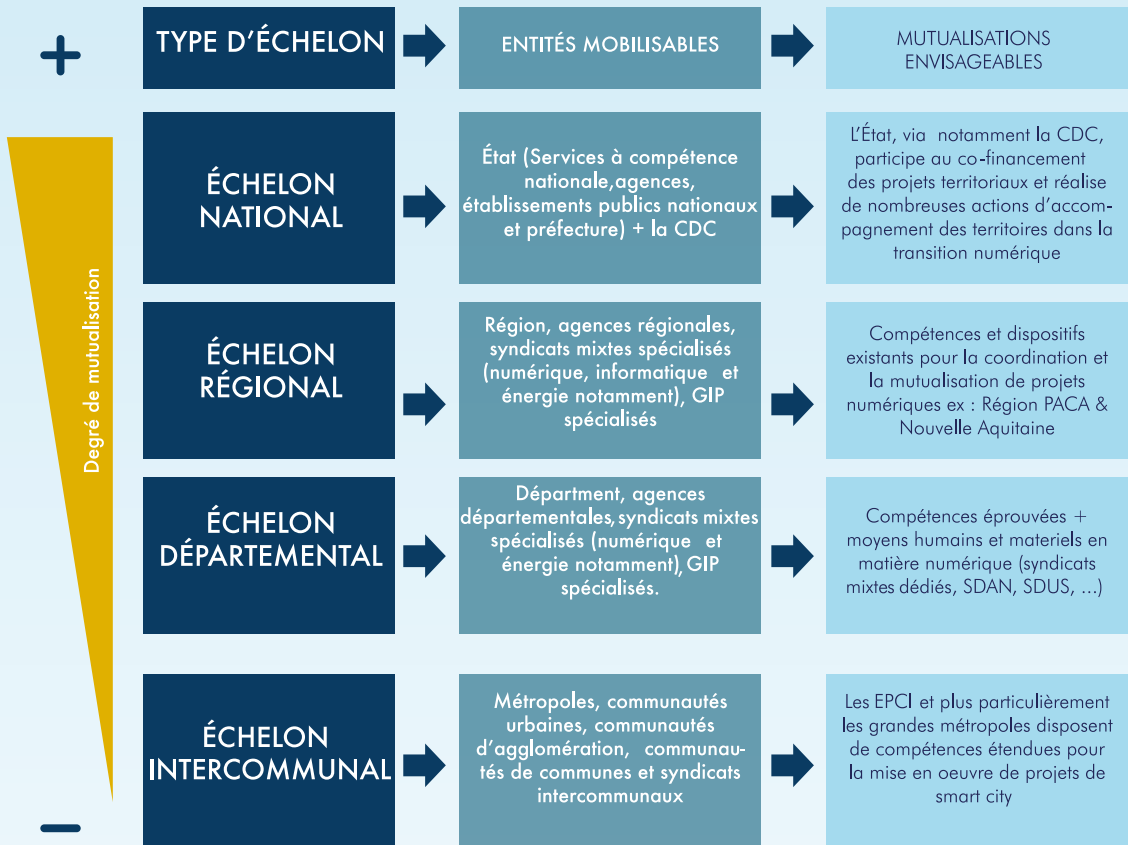 +
TYPE D'ÉCHELON
ENTITÉS MOBILISABLES
MUTUALISATIONS
ENVISAGEABLES
Degré de mutualisation
ÉCHELON
NATIONAL
État (Services à compétence
nationale,agences,
établissements publics nationaux
et préfecture) + la CDC
L'État, via notamment la CDC,
participe au co-financement
des projets territoriaux et réalise
de nombreuses actions d'accom-
pagnement des territoires dans la
transition numérique
ÉCHELON
RÉGIONAL
Région, agences régionales,
syndicats mixtes spécialisés
(numérique, informatique et
énergie notamment), GIP
spécialisés
Compétences et dispositifs
existants pour la coordination et
la mutualisation de projets
numériques ex : Région PACA &
Nouvelle Aquitaine
ÉCHELON
DÉPARTEMENTAL
Départment, agences
départementales,syndicats mixtes
spécialisés (numérique et
énergie notamment),GIP
spécialisés.
Compétences éprouvées +
moyens humains et materiels en
matière numérique (syndicats
mixtes dédiés, SDAN, SDUS, ...)
ÉCHELON
INTERCOMMUNAL
Métropoles, communautés
urbaines, communautés
d'agglomération, communau-
tés de communes et syndicats
intercommunaux
Les EPCI et plus particulièrement
les grandes métropoles disposent
de compétences étendues pour
la mise en oeuvre de projets de
smart city
–